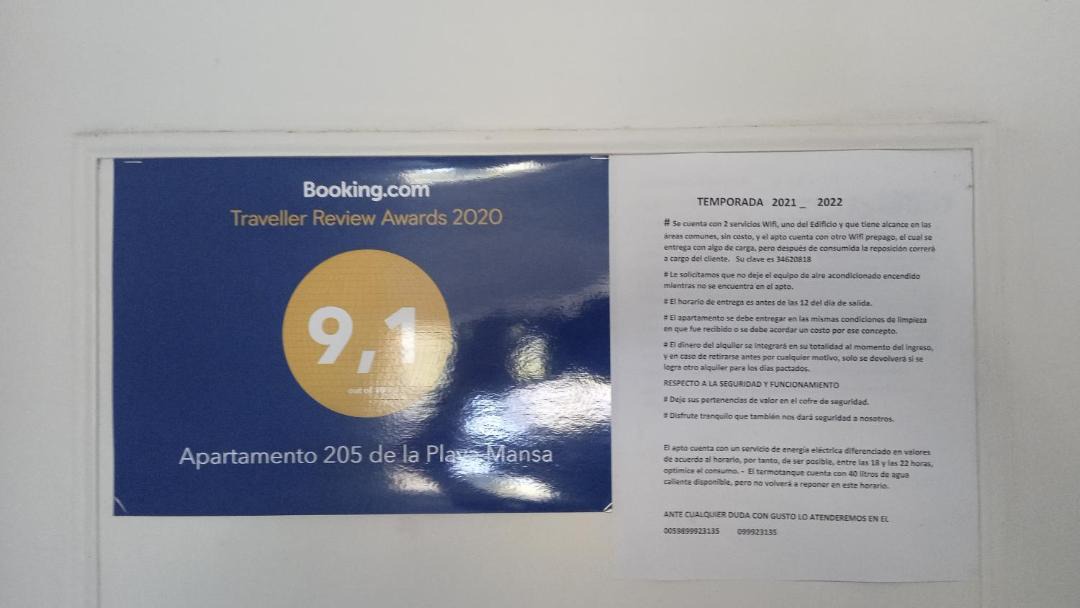 Booking.com
Traveller Review Awards 2020
9,1
out of
Apartamento 205 de la Playa Mansa
TEMPORADA 2021_ 2022
# Se cuenta con 2 servicios Wifi, uno del Edificio y que tiene alcance en las
áreas comunes, sin costo, y el apto cuenta con otro Wifi prepago, el cual se
entrega con algo de carga, pero después de consumida la reposición correrá
a cargo del cliente. Su clave es 34620818
# Le solicitamos que no deje el equipo de aire acondicionado encendido
mientras no se encuentra en el apto.
# El horario de entrega es antes de las 12 del día de salida.
# El apartamento se debe entregar en las mismas condiciones de limpieza
en que fue recibido o se debe acordar un costo por ese concepto.
# El dinero del alquiler se integrará en su totalidad al momento del ingreso,
y en caso de retirarse antes por cualquier motivo, solo se devolverá si se
logra otro alquiler para los días pactados.
RESPECTO A LA SEGURIDAD Y FUNCIONAMIENTO
# Deje sus pertenencias de valor en el cofre de seguridad.
# Disfrute tranquilo que también nos dará seguridad a nosotros.
El apto cuenta con un servicio de energía eléctrica diferenciado en valores
de acuerdo al horario, por tanto, de ser posible, entre las 18 y las 22 horas,
optimice el consumo. - El termotanque cuenta con 40 litros de agua
caliente disponible, pero no volverá a reponer en este horario.
ANTE CUALQUIER DUDA CON GUSTO LO ATENDEREMOS EN EL
0059899923135 099923135